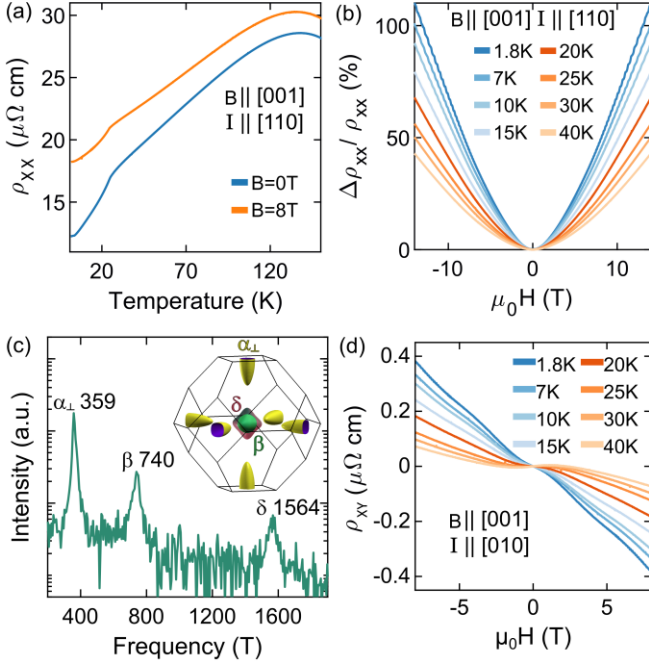 (a)
30
25
20
15
ρXX (μΩ cm)
B|| [001]
I || [110]
B=0T
B=8T
20 70 120
Temperature (K)
(b)
100
50
0
Δρxx/ ρxx (%)
B|| [001] I || [110]
1.8K 20K
7K 25K
10K 30K
15K 40K
-10 0 10
μ0H (T)
(c)
Intensity (a.u.)
α⊥ 359
β 740
δ 1564
α⊥
δ
β
400 800 1200 1600
Frequency (T)
(d)
0.4
0.2
0
-0.2
-0.4
ρXY (μΩ cm)
1.8K 20K
7K 25K
10K 30K
15K 40K
B|| [001]
I || [010]
-5 0 5
μ0H (T)